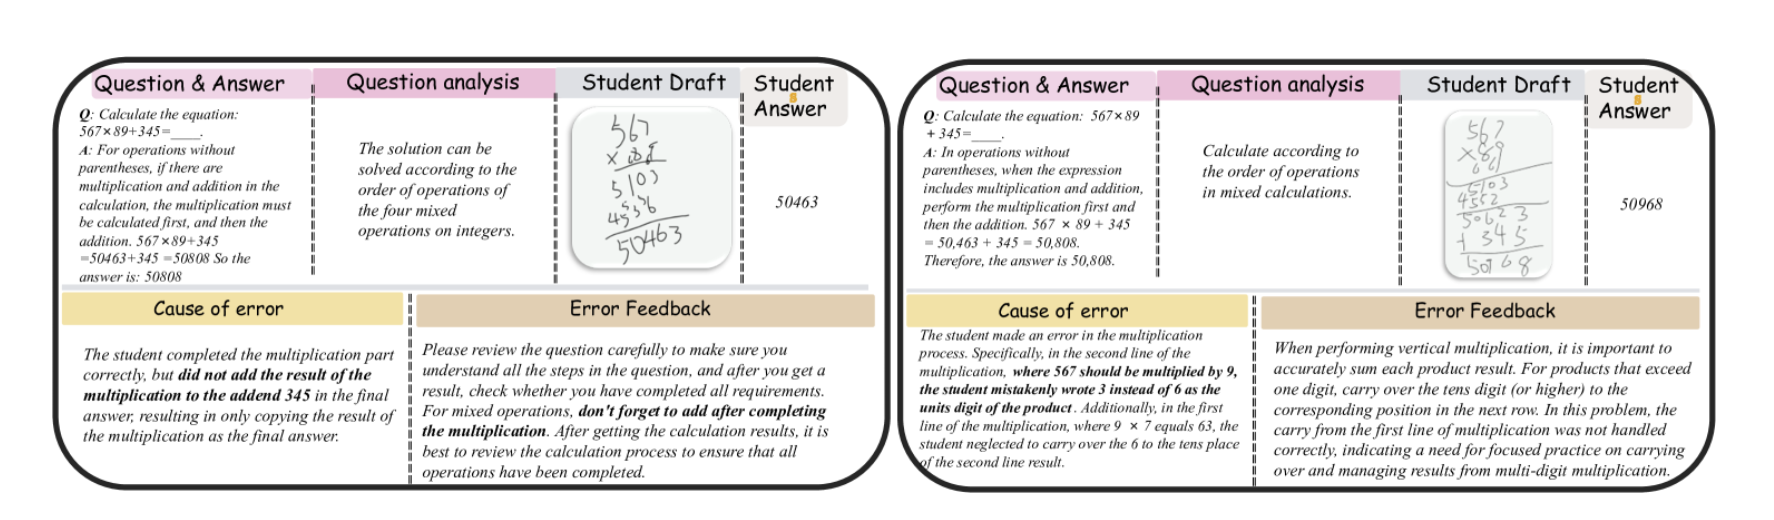 Question & Answer
Q: Calculate the equation:
567×89+345=____.
A: For operations without
parentheses, if there are
multiplication and addition in the
calculation, the multiplication must
be calculated first, and then the
addition. 567×89+345
=50463+345 =50808 So the
answer is: 50808
Question analysis
The solution can be
solved according to the
order of operations of
the four mixed
operations on integers.
Student Draft
567
× 89
5103
4536
50463
Student
Answer
50463
Cause of error
The student completed the multiplication part
correctly, but did not add the result of the
multiplication to the addend 345 in the final
answer, resulting in only copying the result of
the multiplication as the final answer.
Error Feedback
Please review the question carefully to make sure you
understand all the steps in the question, and after you get a
result, check whether you have completed all requirements.
For mixed operations, don't forget to add after completing
the multiplication. After getting the calculation results, it is
best to review the calculation process to ensure that all
operations have been completed.
Question & Answer
Q: Calculate the equation: 567×89
+ 345=____.
A: In operations without
parentheses, when the expression
includes multiplication and addition,
perform the multiplication first and
then the addition. 567 × 89 + 345
= 50,463 + 345 = 50,808.
Therefore, the answer is 50,808.
Question analysis
Calculate according to
the order of operations
in mixed calculations.
Student Draft
567
×89
5103
4552
50623
+ 345
Student
Answer
50968
Cause of error
The student made an error in the multiplication
process. Specifically, in the second line of the
multiplication, where 567 should be multiplied by 9,
the student mistakenly wrote 3 instead of 6 as the
units digit of the product. Additionally, in the first
line of the multiplication, where 9 × 7 equals 63, the
student neglected to carry over the 6 to the tens place
of the second line result.
Error Feedback
When performing vertical multiplication, it is important to
accurately sum each product result. For products that exceed
one digit, carry over the tens digit (or higher) to the
corresponding position in the next row. In this problem, the
carry from the first line of multiplication was not handled
correctly, indicating a need for focused practice on carrying
over and managing results from multi-digit multiplication.